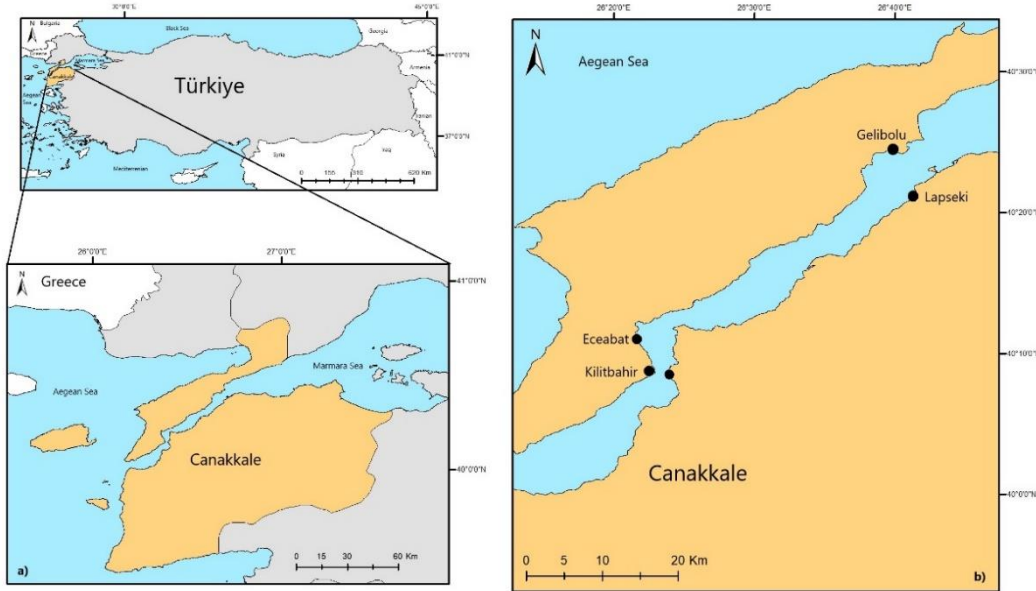 30°0'0"E
45°0'0"E
N
Bulgaria
Black Sea
Georgia
Greece
Marmara Sea
41°0'0"N
Armenia
Canakkale
Türkiye
Aegean
Sea
Iranian
37°0'0"N
Syria
Iraq
Mediterrenian
0 155 310 620 Km
26°0'0"E
27°0'0"E
N
Greece
41°0'0"N
Marmara Sea
Aegean Sea
Canakkale
40°0'0"N
0 15 30 60 Km
a)
26°20'0"E
26°30'0"E
26°40'0"E
N
Aegean Sea
40°30'0"N
Gelibolu
Lapseki
40°20'0"N
Eceabat
40°10'0"N
Kilitbahir
Canakkale
40°0'0"N
0 5 10 20 Km
b)